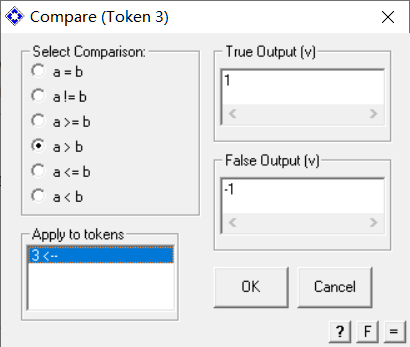 Compare (Token 3)
Select Comparison:
a = b
a != b
a >= b
a > b
a <= b
a < b
True Output (v)
1
False Output (v)
-1
Apply to tokens
3 <--
OK
Cancel
? F =